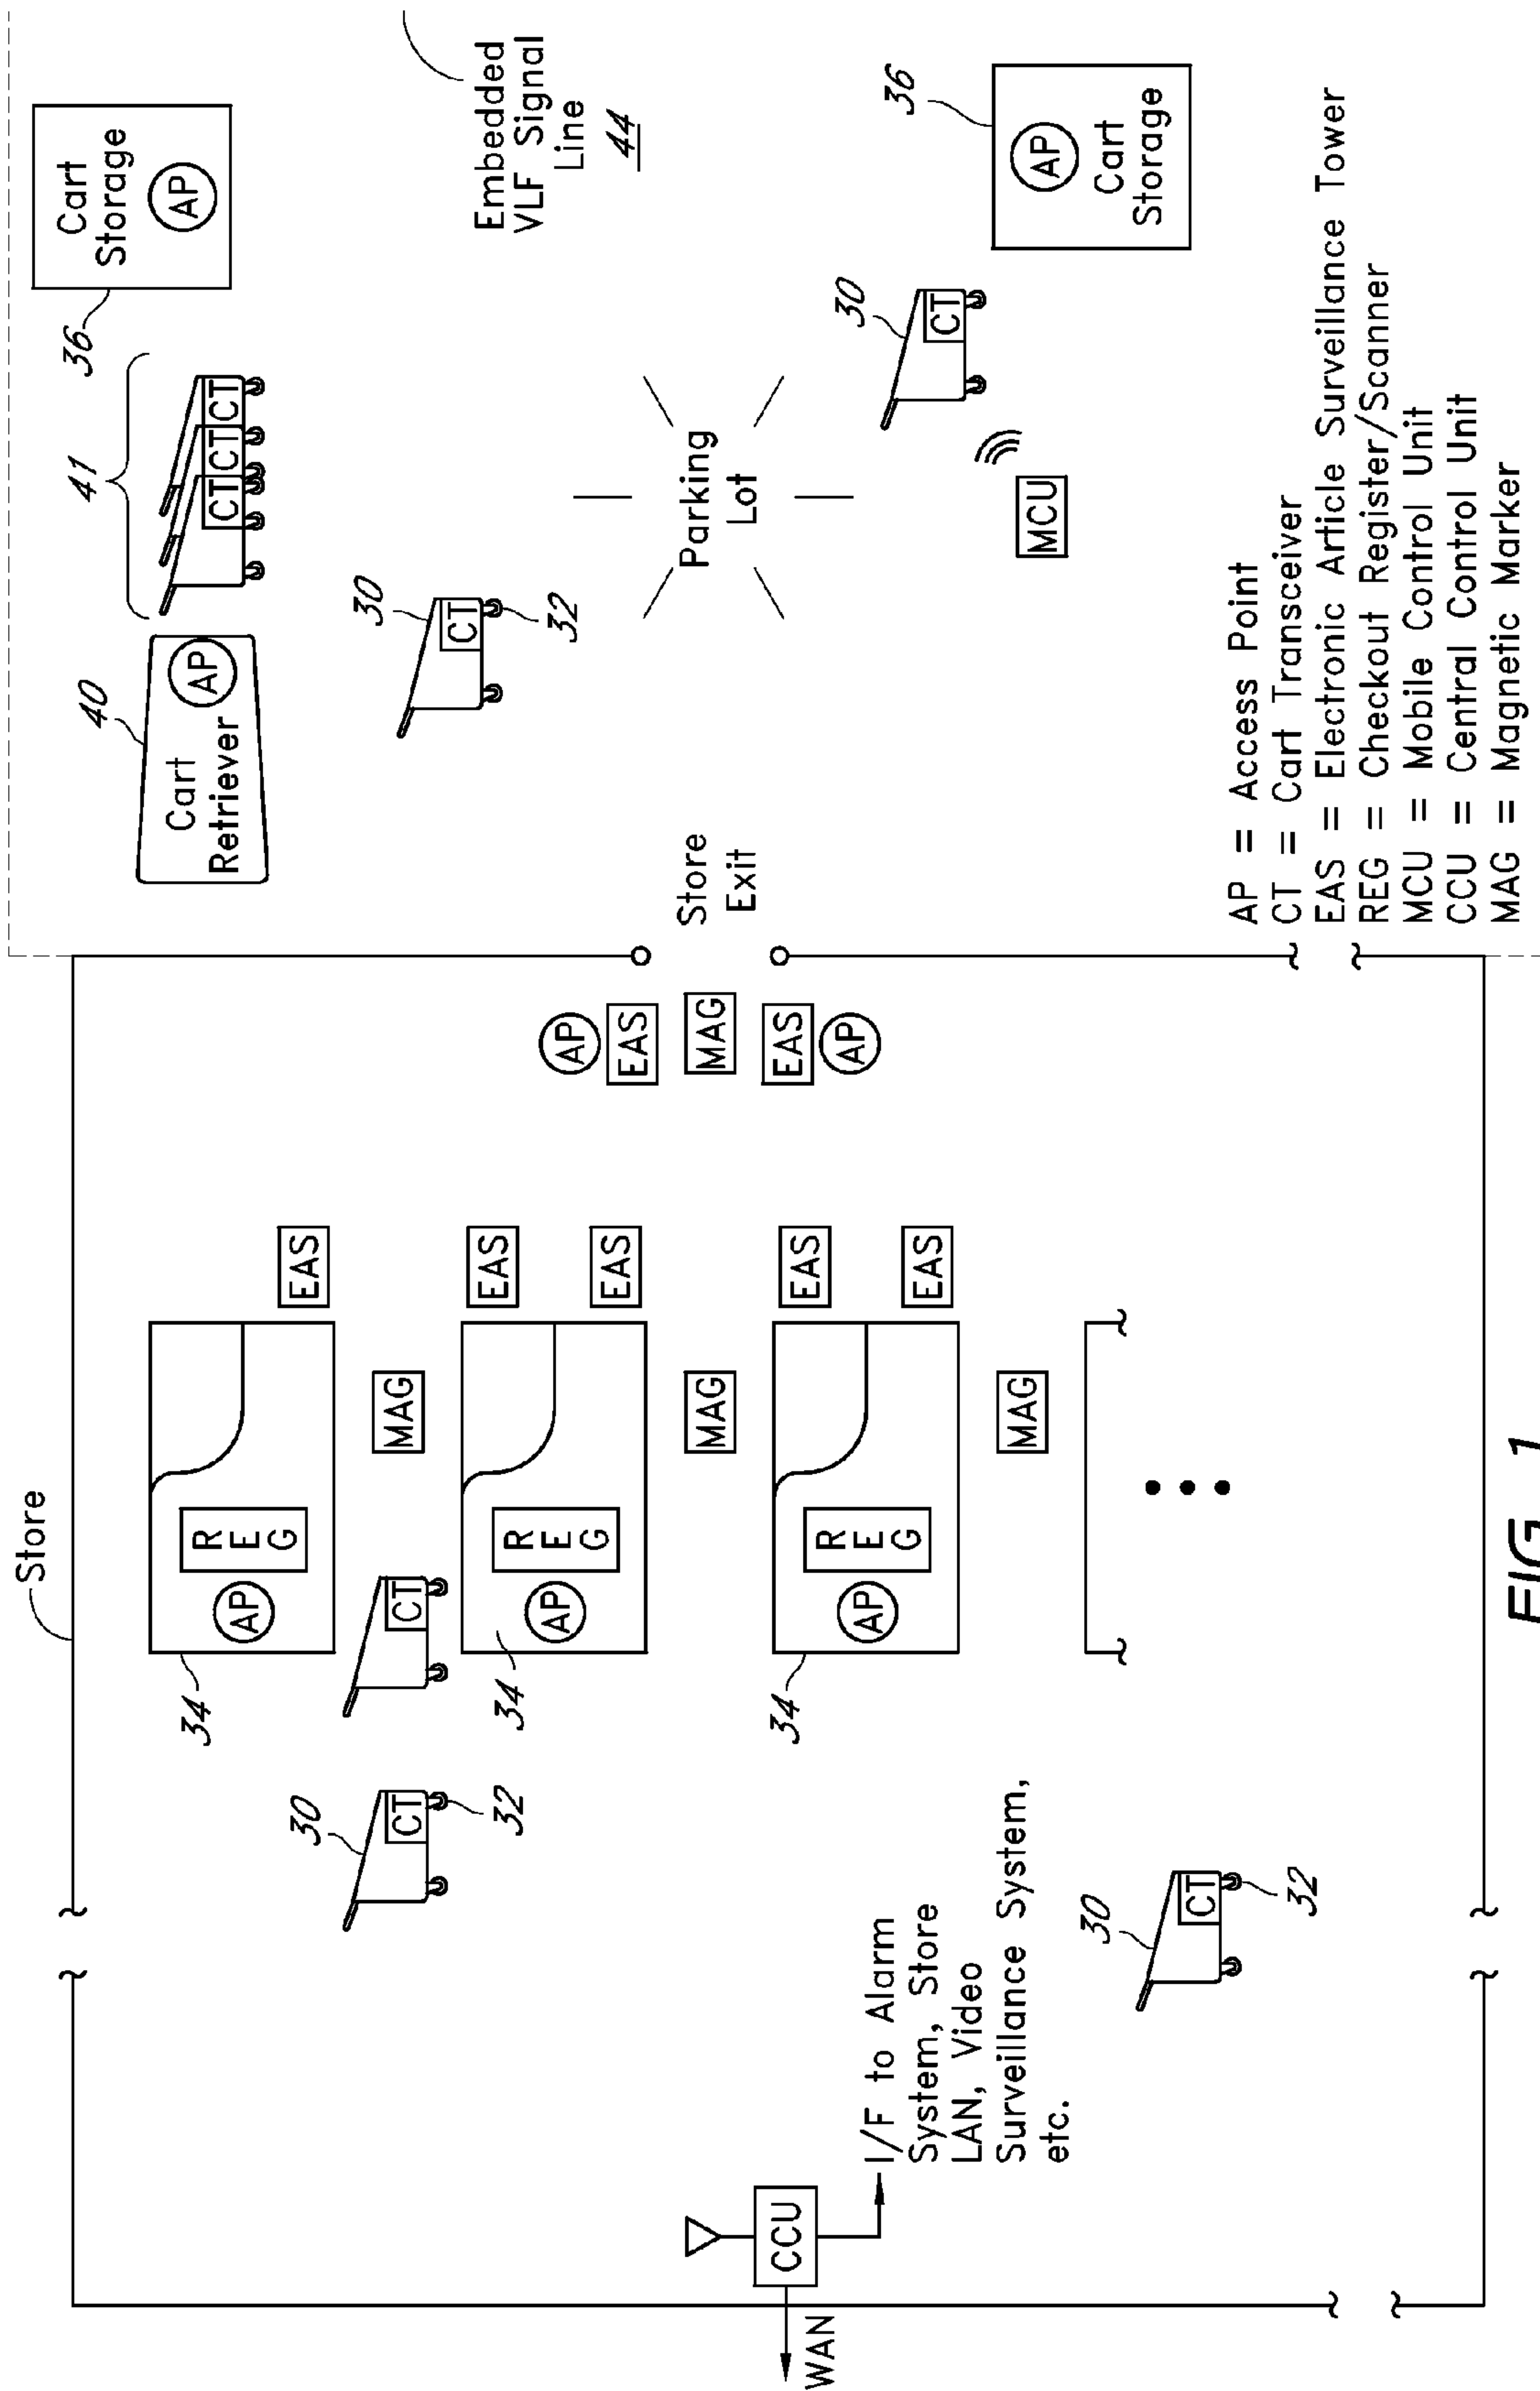 Store
34
REG
AP
EAS
30
CT
32
CT
MAG
34
REG
AP
EAS
EAS
MAG
34
REG
AP
EAS
EAS
MAG
AP
EAS
MAG
EAS
AP
Store
Exit
WAN
CCU
I/F to Alarm
System, Store
LAN, Video
Surveillance System,
etc.
30
CT
32
40
Cart
Retriever
AP
41
CT
CT
CT
36
Cart
Storage
AP
30
CT
32
Embedded
VLF Signal
Line
44
Parking
Lot
MCU
30
CT
36
AP
Cart
Storage
AP = Access Point
CT = Cart Transceiver
EAS = Electronic Article Surveillance Tower
REG = Checkout Register/Scanner
MCU = Mobile Control Unit
CCU = Central Control Unit
MAG = Magnetic Marker
FIG. 1